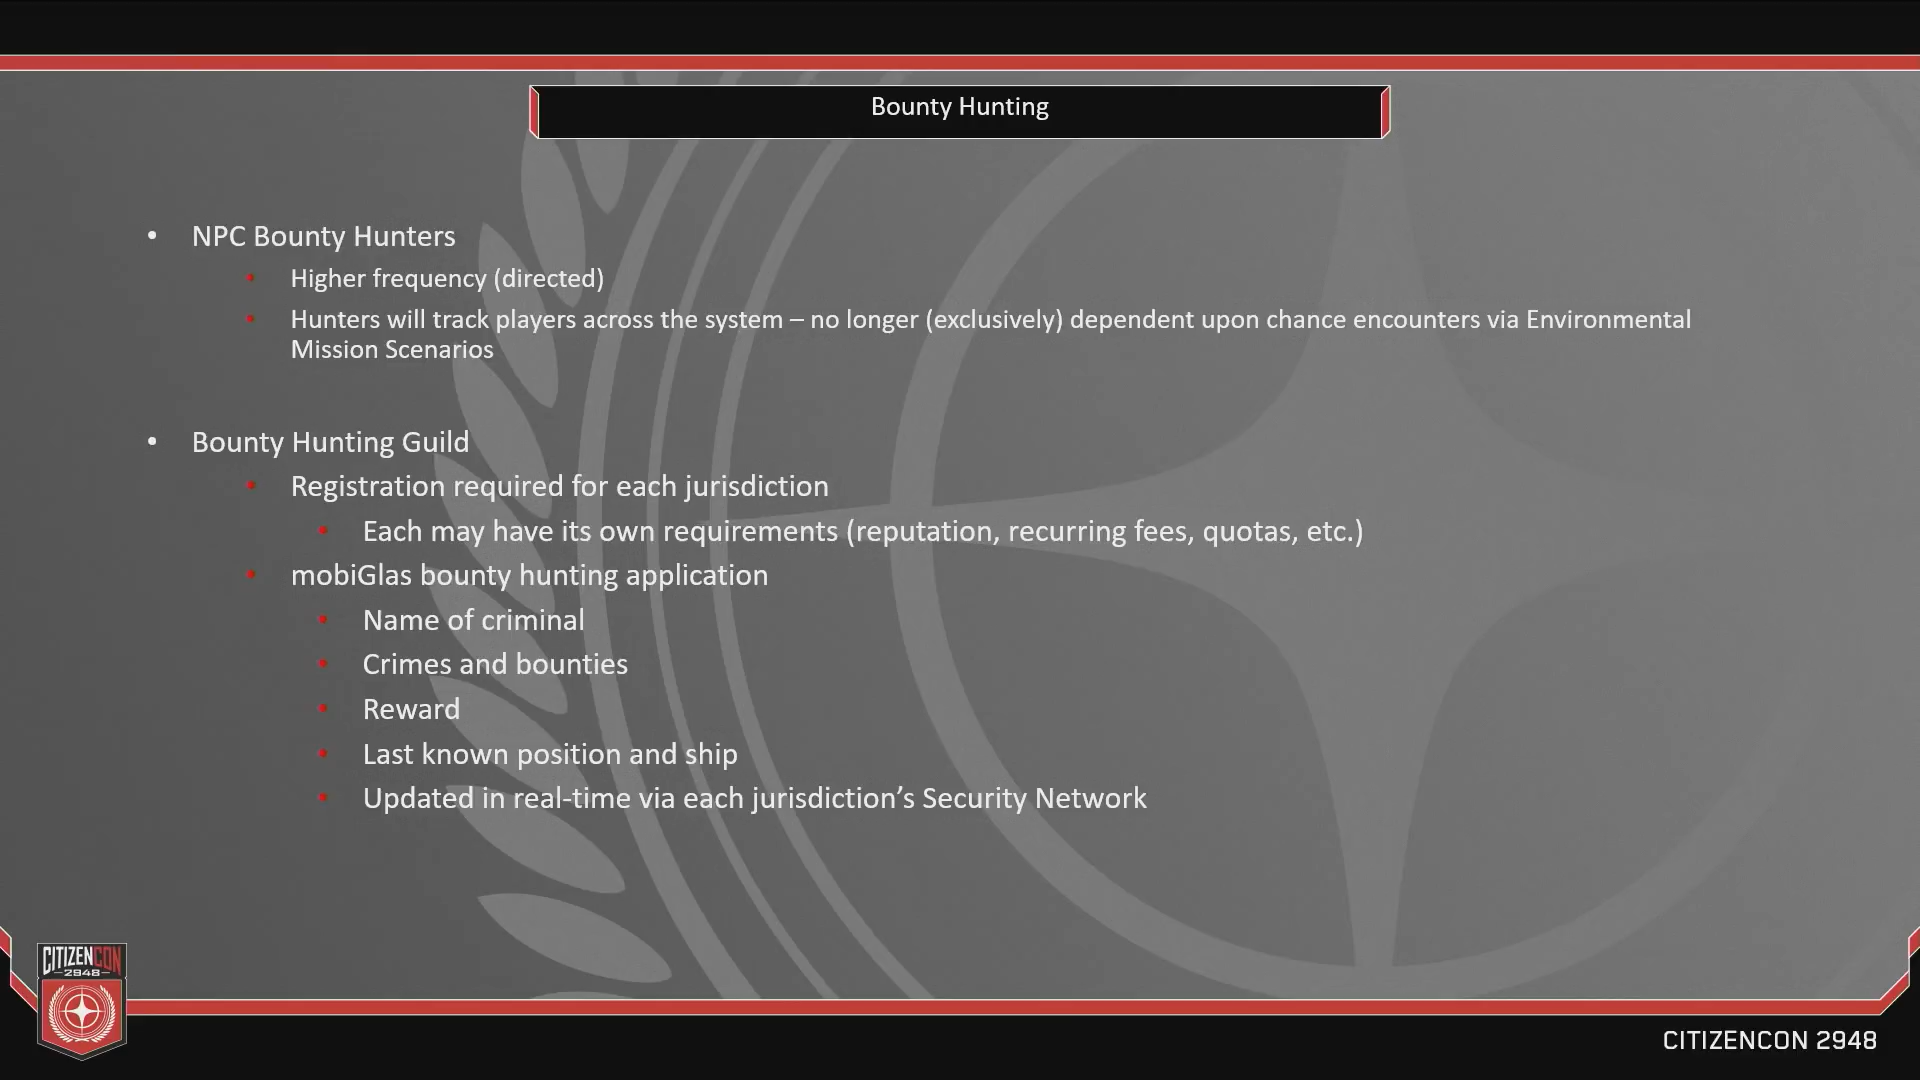 Bounty Hunting
• NPC Bounty Hunters
• Higher frequency (directed)
• Hunters will track players across the system – no longer (exclusively) dependent upon chance encounters via Environmental
Mission Scenarios
• Bounty Hunting Guild
• Registration required for each jurisdiction
• Each may have its own requirements (reputation, recurring fees, quotas, etc.)
• mobiGlas bounty hunting application
• Name of criminal
• Crimes and bounties
• Reward
• Last known position and ship
• Updated in real-time via each jurisdiction’s Security Network
CITIZENCON
2948
CITIZENCON 2948